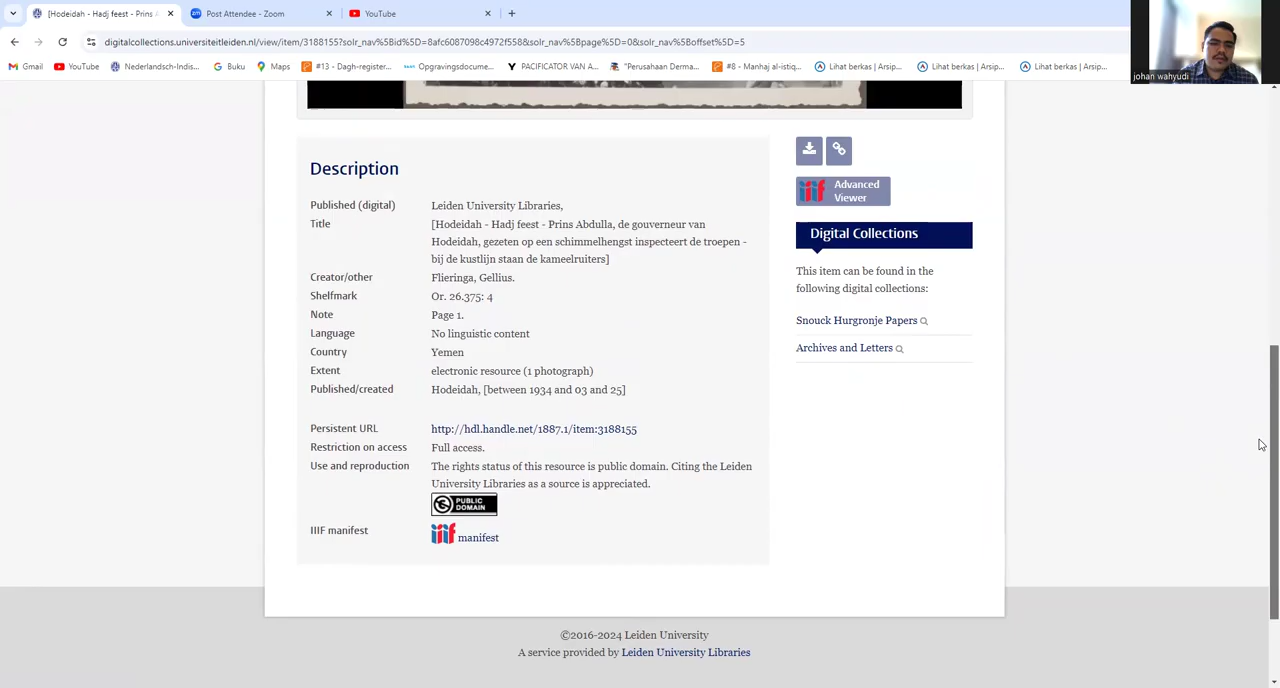 [Hodeidah - Hadj feest - Prins A
Post Attendee - Zoom
YouTube
digitalcollections.universiteitleiden.nl/view/item/3188155?solr_nav%5Bid%5D=8afc6087098c4972f558&solr_nav%5Bpage%5D=0&solr_nav%5Boffset%5D=5
Gmail
YouTube
Nederlandsch-Indis...
Buku
Maps
#13 - Dagh-register...
Opgravingsdocume...
PACIFICATOR VAN A...
"Perusahaan Derma...
#8 - Manhaj al-istiq...
Lihat berkas | Arsip...
Lihat berkas | Arsip...
Lihat berkas | Arsip...
johan wahyudi
Description
Published (digital) Leiden University Libraries,
Title [Hodeidah - Hadj feest - Prins Abdulla, de gouverneur van
Hodeidah, gezeten op een schimmelhengst inspecteert de troepen -
bij de kustlijn staan de kameelruiters]
Creator/other Flieringa, Gellius.
Shelfmark Or. 26.375: 4
Note Page 1.
Language No linguistic content
Country Yemen
Extent electronic resource (1 photograph)
Published/created Hodeidah, [between 1934 and 03 and 25]
Persistent URL http://hdl.handle.net/1887.1/item:3188155
Restriction on access Full access.
Use and reproduction The rights status of this resource is public domain. Citing the Leiden
University Libraries as a source is appreciated.
PUBLIC
DOMAIN
IIIF manifest iiif manifest
iiif Advanced
Viewer
Digital Collections
This item can be found in the
following digital collections:
Snouck Hurgronje Papers
Archives and Letters
©2016-2024 Leiden University
A service provided by Leiden University Libraries